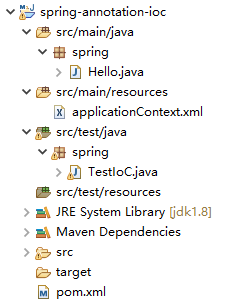 spring-annotation-ioc
src/main/java
spring
Hello.java
src/main/resources
applicationContext.xml
src/test/java
spring
TestIoC.java
src/test/resources
JRE System Library [jdk1.8]
Maven Dependencies
src
target
pom.xml